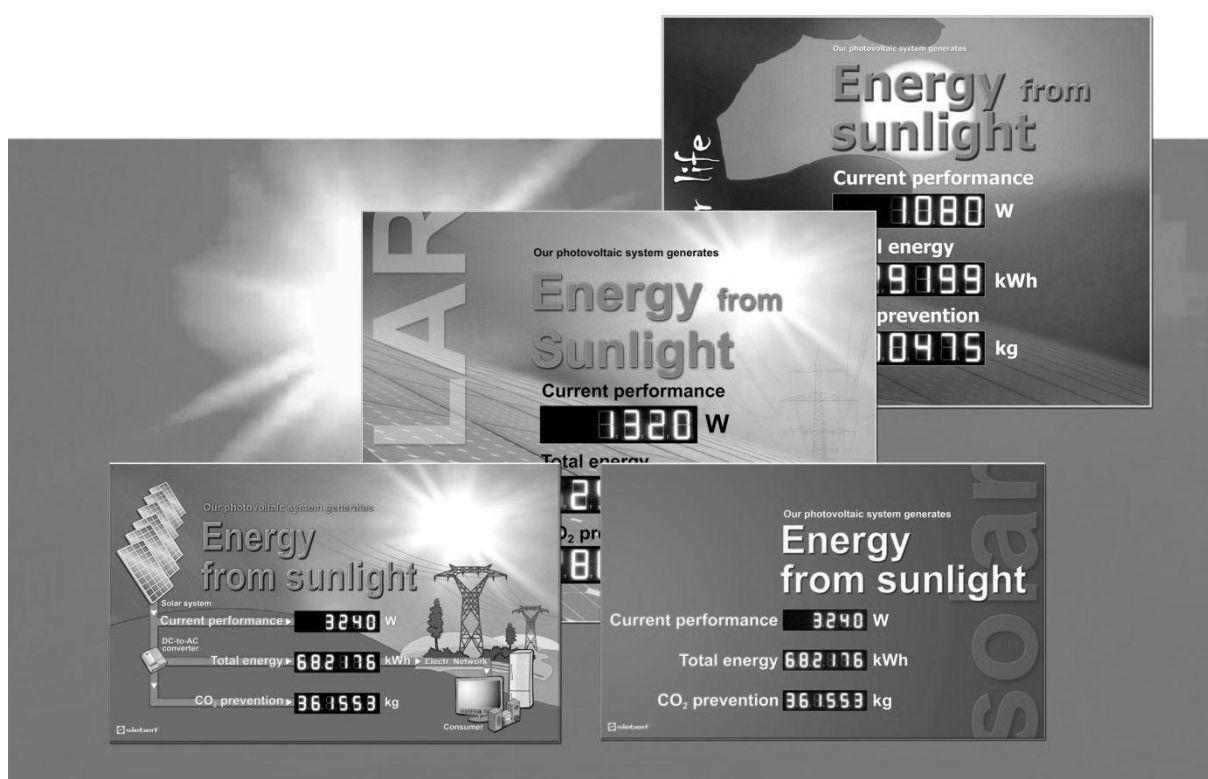 Our photovoltaic system generates
Energy from
sunlight
Current performance
1080 W
energy
9199 kWh
prevention
0475 kg
life
LAR
Our photovoltaic system generates
Energy from
Sunlight
Current performance
1320 W
Total energy
Our photovoltaic system generates
Energy
from sunlight
Solar system
Current performance 3240 W
DC-to-AC
converter
Total energy 682176 kWh Electr. Network
CO₂ prevention 361553 kg
Consumer
siebert
solar
Our photovoltaic system generates
Energy
from sunlight
Current performance 3240 W
Total energy 682176 kWh
CO₂ prevention 361553 kg
siebert